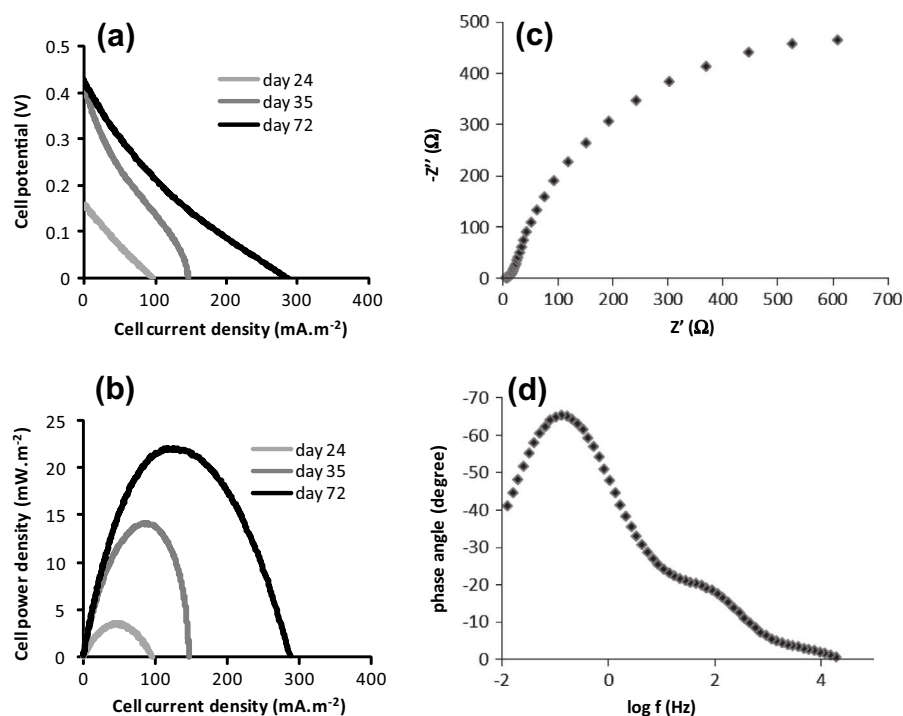 (a)
0.5
0.4
0.3
0.2
0.1
0
Cell potential (V)
day 24
day 35
day 72
0 100 200 300 400
Cell current density (mA.m⁻²)
(c)
500
400
300
200
100
0
-Z'' (Ω)
0 100 200 300 400 500 600 700
Z' (Ω)
(b)
25
20
15
10
5
0
Cell power density (mW.m⁻²)
day 24
day 35
day 72
0 100 200 300 400
Cell current density (mA.m⁻²)
(d)
-70
-60
-50
-40
-30
-20
-10
0
phase angle (degree)
-2 0 2 4
log f (Hz)